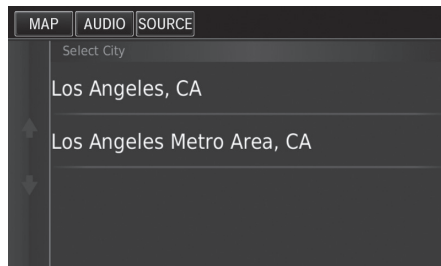 MAP AUDIO SOURCE
Select City
Los Angeles, CA
Los Angeles Metro Area, CA